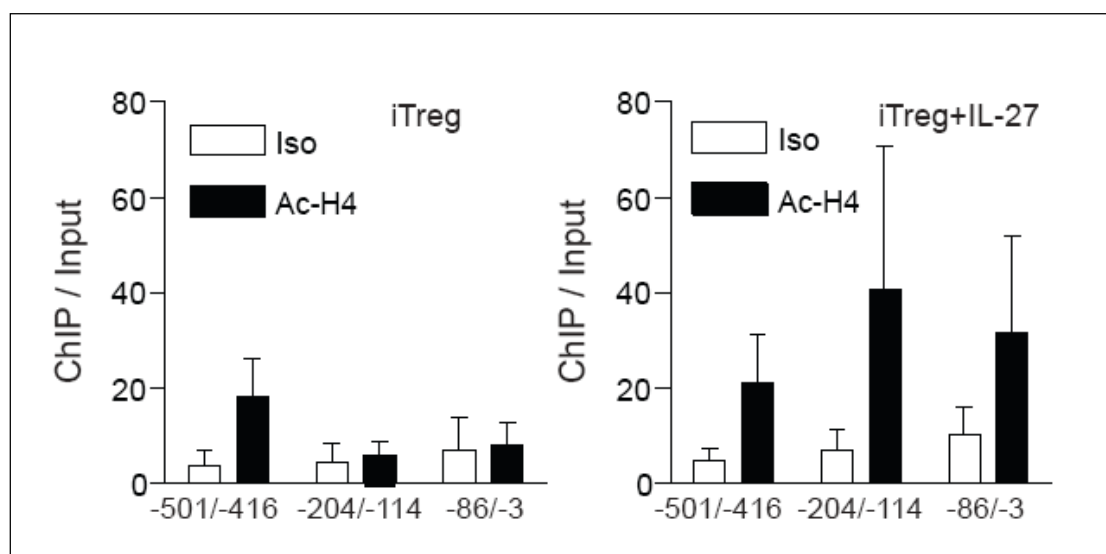 iTreg
80
60
40
20
0
ChIP / Input
Iso
Ac-H4
-501/-416 -204/-114 -86/-3
iTreg+IL-27
80
60
40
20
0
ChIP / Input
Iso
Ac-H4
-501/-416 -204/-114 -86/-3